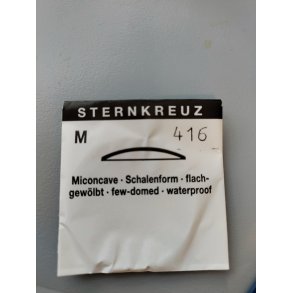 STERNKREUZ
M 416
Miconcave · Schalenform · flach-
gewölbt · few-domed · waterproof